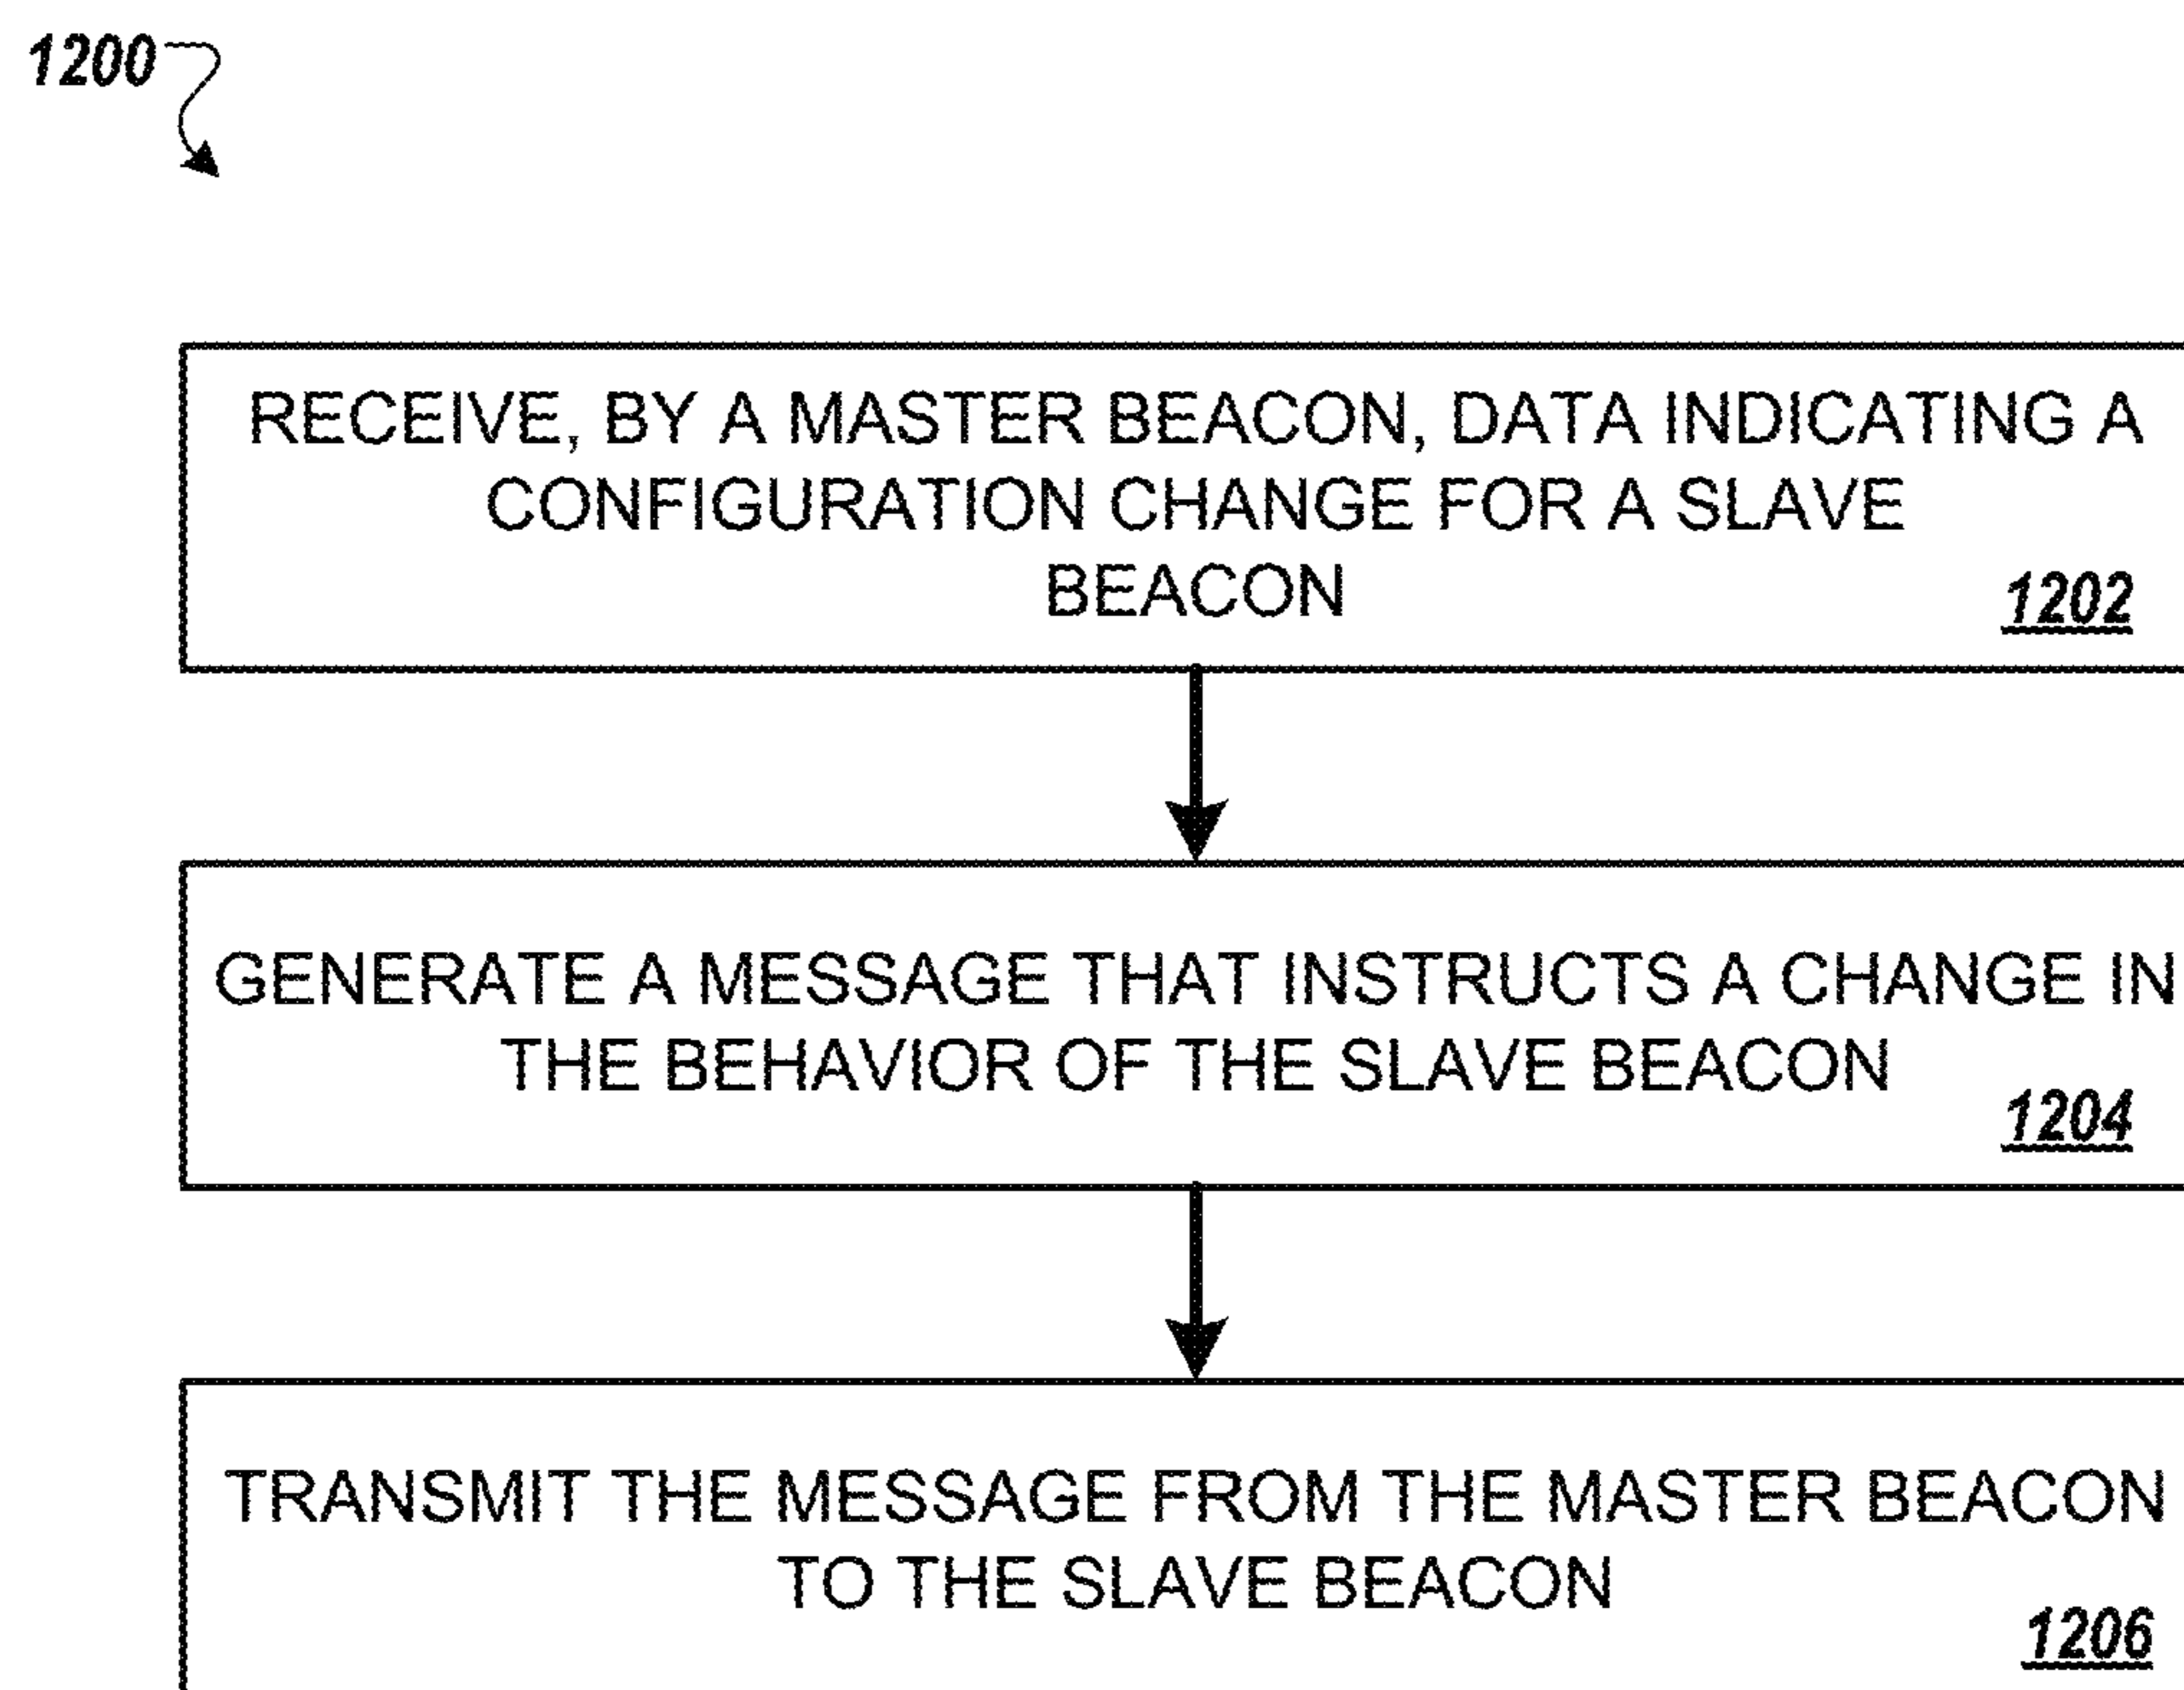 1200
RECEIVE, BY A MASTER BEACON, DATA INDICATING A
CONFIGURATION CHANGE FOR A SLAVE
BEACON
1202
GENERATE A MESSAGE THAT INSTRUCTS A CHANGE IN
THE BEHAVIOR OF THE SLAVE BEACON
1204
TRANSMIT THE MESSAGE FROM THE MASTER BEACON
TO THE SLAVE BEACON
1206